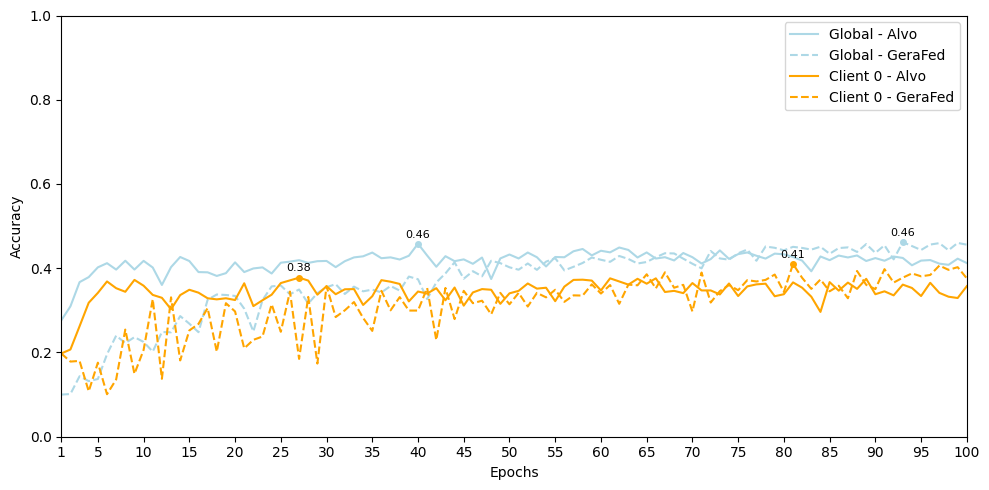 Global - Alvo
Global - GeraFed
Client 0 - Alvo
Client 0 - GeraFed
1.0
0.8
0.6
0.4
0.2
0.0
Accuracy
0.38
0.46
0.41
0.46
1 5 10 15 20 25 30 35 40 45 50 55 60 65 70 75 80 85 90 95 100
Epochs